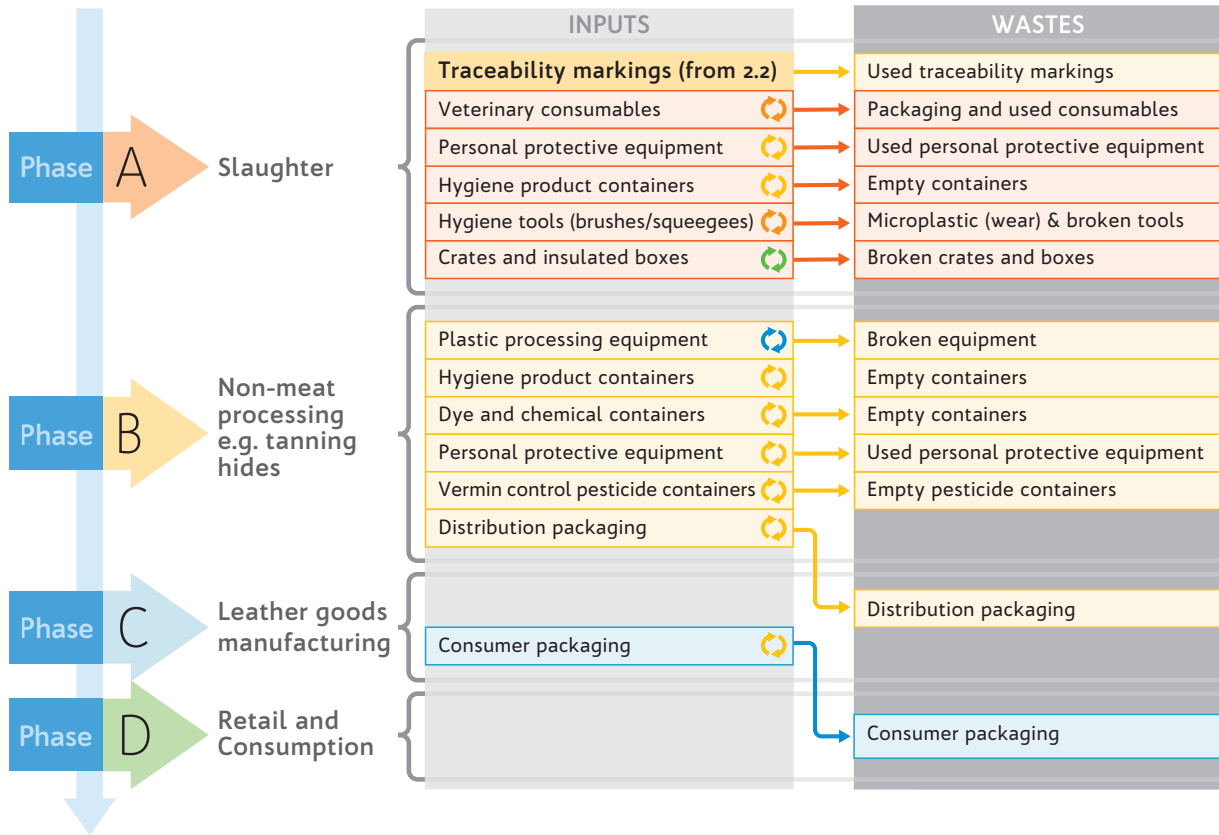 INPUTS
WASTES
Phase
A
Slaughter
Traceability markings (from 2.2)
Used traceability markings
Veterinary consumables
Packaging and used consumables
Personal protective equipment
Used personal protective equipment
Hygiene product containers
Empty containers
Hygiene tools (brushes/squeegees)
Microplastic (wear) & broken tools
Crates and insulated boxes
Broken crates and boxes
Phase
B
Non-meat
processing
e.g. tanning
hides
Plastic processing equipment
Broken equipment
Hygiene product containers
Empty containers
Dye and chemical containers
Empty containers
Personal protective equipment
Used personal protective equipment
Vermin control pesticide containers
Empty pesticide containers
Distribution packaging
Phase
C
Leather goods
manufacturing
Distribution packaging
Consumer packaging
Phase
D
Retail and
Consumption
Consumer packaging